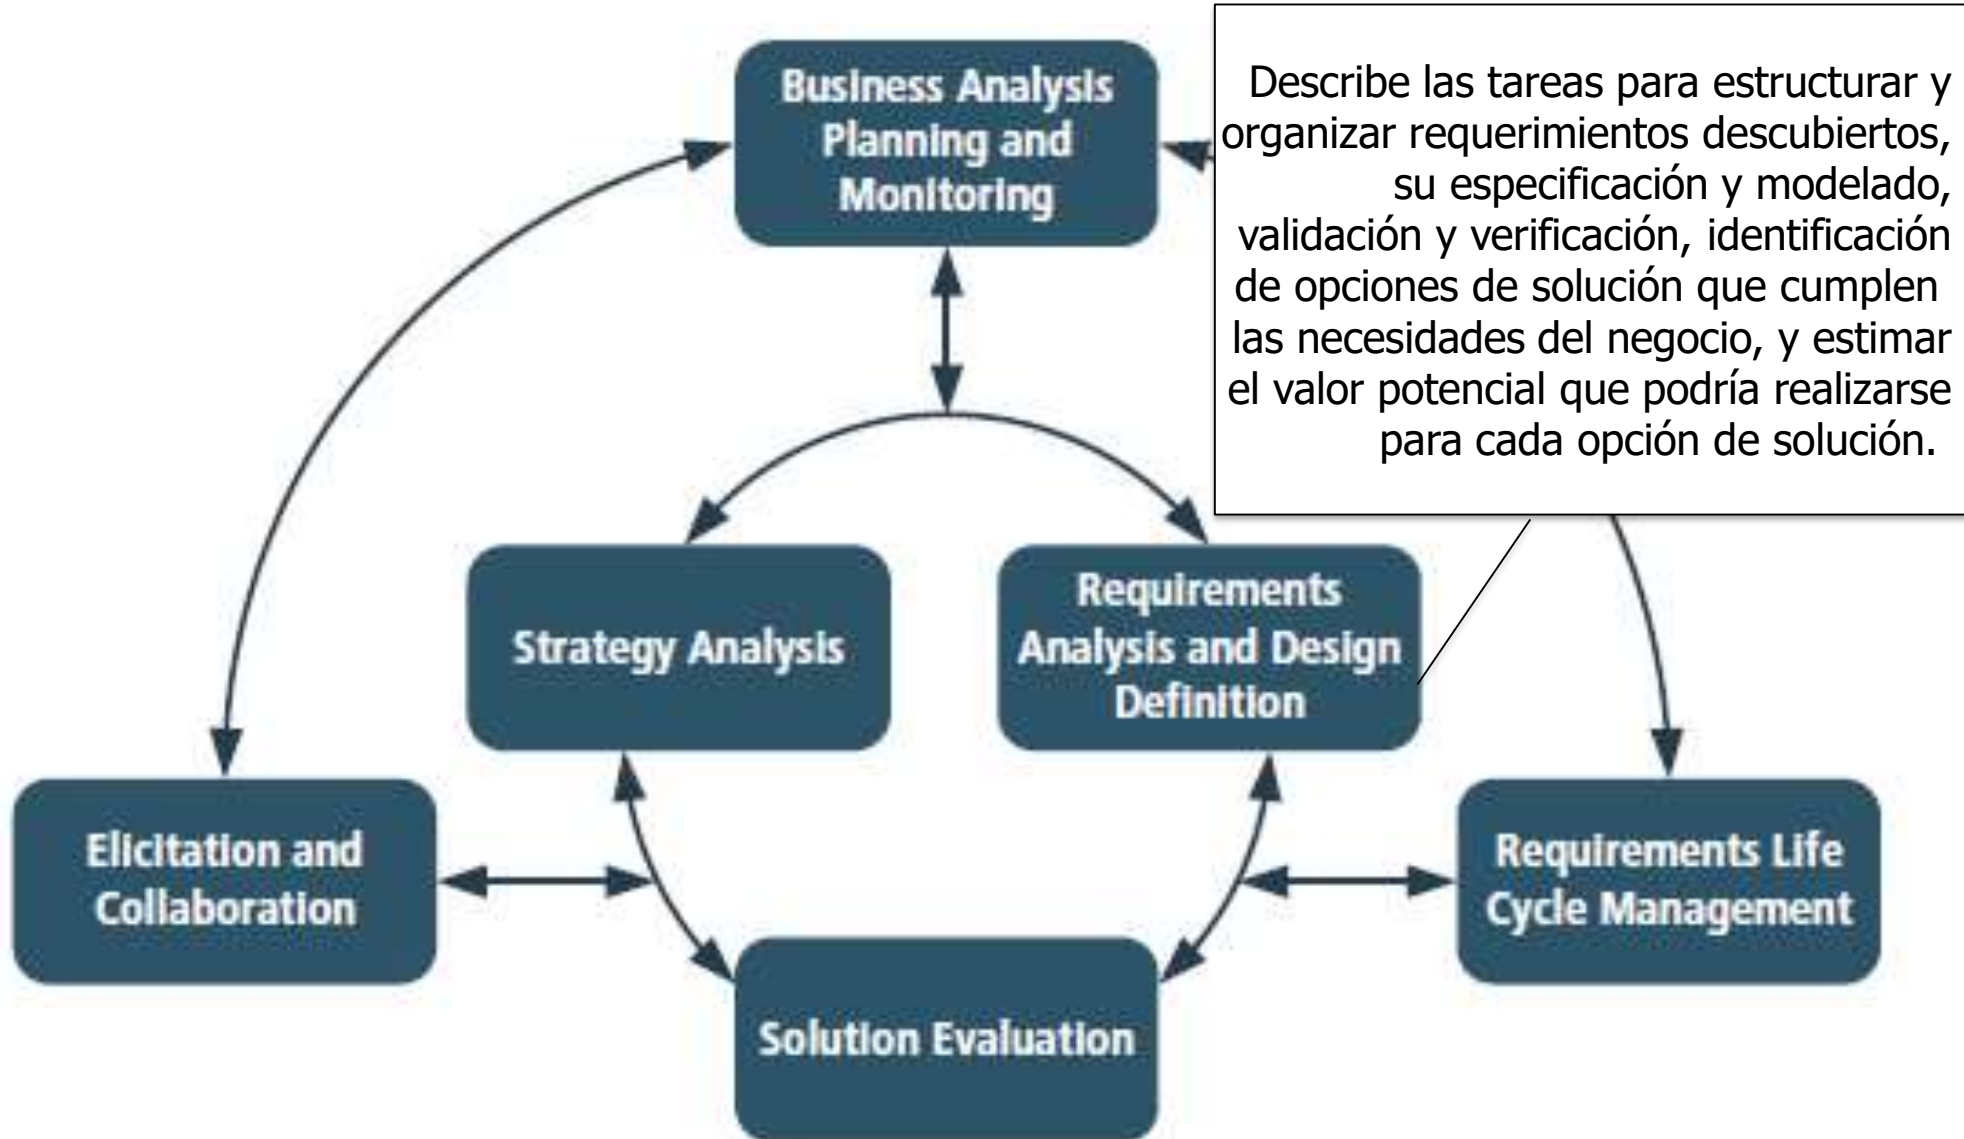 Business Analysis
Planning and
Monitoring
Describe las tareas para estructurar y
organizar requerimientos descubiertos,
su especificación y modelado,
validación y verificación, identificación
de opciones de solución que cumplen
las necesidades del negocio, y estimar
el valor potencial que podría realizarse
para cada opción de solución.
Strategy Analysis
Requirements
Analysis and Design
Definition
Elicitation and
Collaboration
Requirements Life
Cycle Management
Solution Evaluation